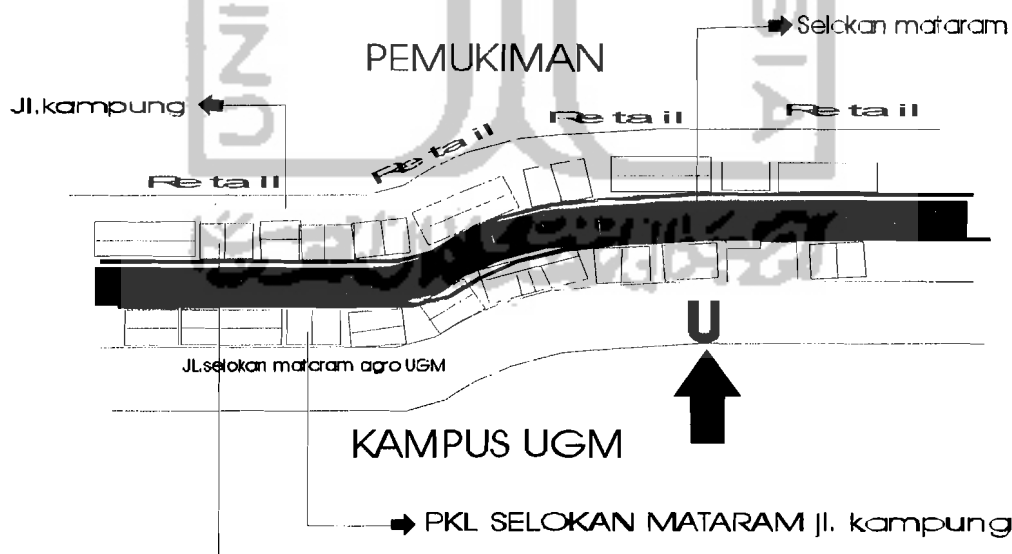 Selokan mataram
PEMUKIMAN
Jl.kampung
Retail
Retail
Retail
Retail
U
JL.selokan mataram agro UGM
KAMPUS UGM
PKL SELOKAN MATARAM jl. kampung